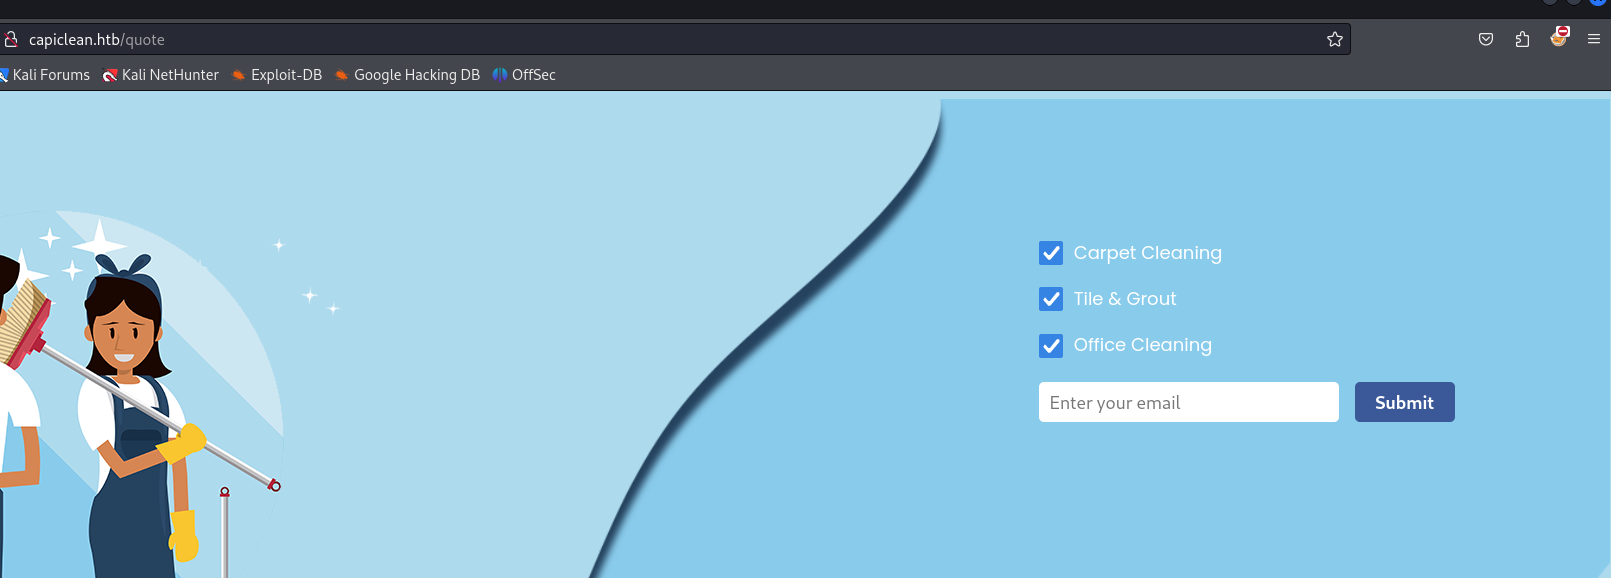 capiclean.htb/quote
Kali Forums Kali NetHunter Exploit-DB Google Hacking DB OffSec
Carpet Cleaning
Tile & Grout
Office Cleaning
Enter your email Submit